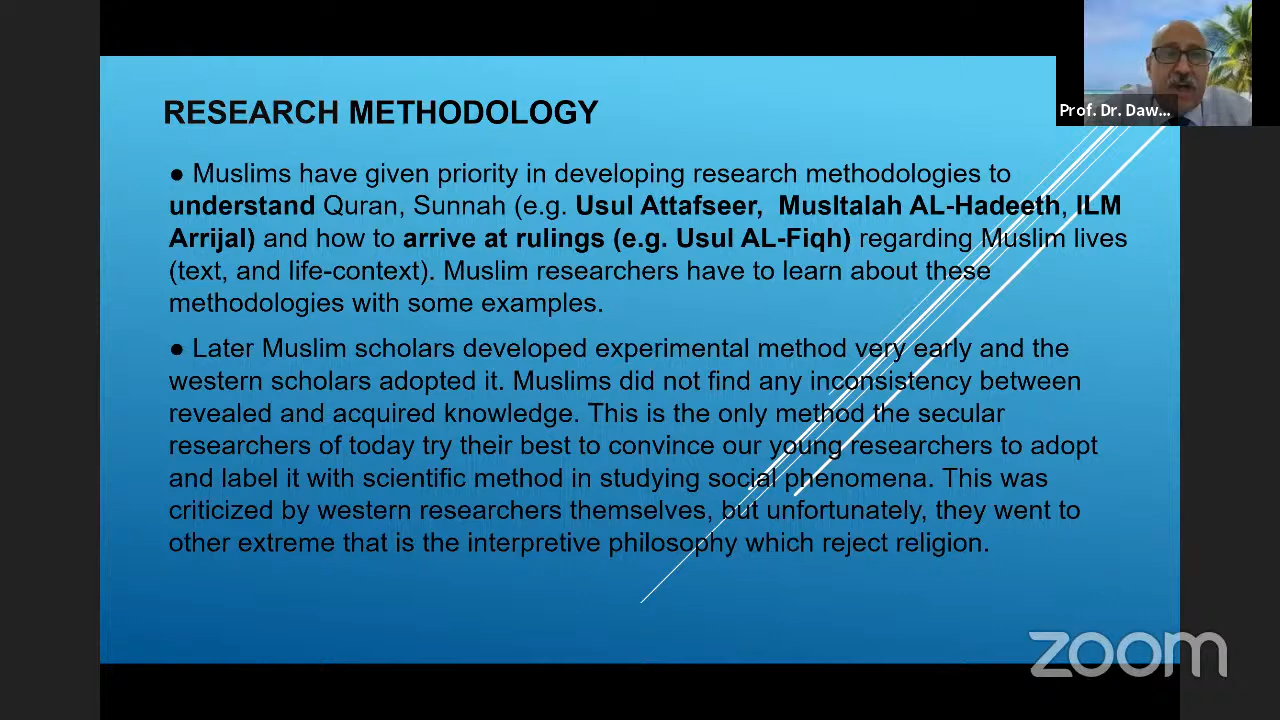 RESEARCH METHODOLOGY
Prof. Dr. Daw...
● Muslims have given priority in developing research methodologies to
understand Quran, Sunnah (e.g. Usul Attafseer, Musltalah AL-Hadeeth, ILM
Arrijal) and how to arrive at rulings (e.g. Usul AL-Fiqh) regarding Muslim lives
(text, and life-context). Muslim researchers have to learn about these
methodologies with some examples.
● Later Muslim scholars developed experimental method very early and the
western scholars adopted it. Muslims did not find any inconsistency between
revealed and acquired knowledge. This is the only method the secular
researchers of today try their best to convince our young researchers to adopt
and label it with scientific method in studying social phenomena. This was
criticized by western researchers themselves, but unfortunately, they went to
other extreme that is the interpretive philosophy which reject religion.
zoom